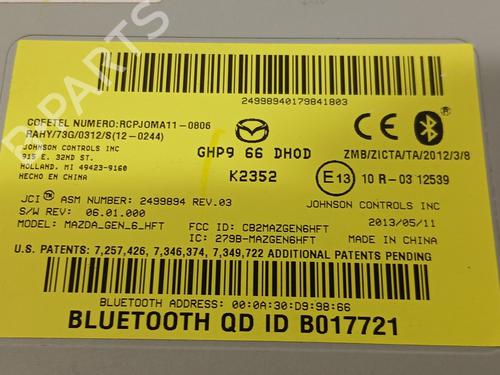 24998940179841803
COFETEL NUMERO:RCPJOMA11-0806
RAHY/73G/0312/S(12-0244)
JOHNSON CONTROLS INC
915 E. 32ND ST.
HOLLAND. MI 49423-9160
HECHO EN CHINA
GHP9 66 DH0D
K2352
CE
ZMB/ZICTA/TA/2012/3/8
E13 10 R-03 12539
JCI ASM NUMBER: 2499894 REV.03
S/W REV: 06.01.000
MODEL: MAZDA_GEN_6_HFT
FCC ID: CB2MAZGEN6HFT
IC: 279B-MAZGEN6HFT
JOHNSON CONTROLS INC
2013/05/11
MADE IN CHINA
U.S. PATENTS: 7,257,426, 7,346,374, 7,349,722 ADDITIONAL PATENTS PENDING
BLUETOOTH ADDRESS: 00:0A:30:D9:98:66
BLUETOOTH QD ID B017721
B-PARTS